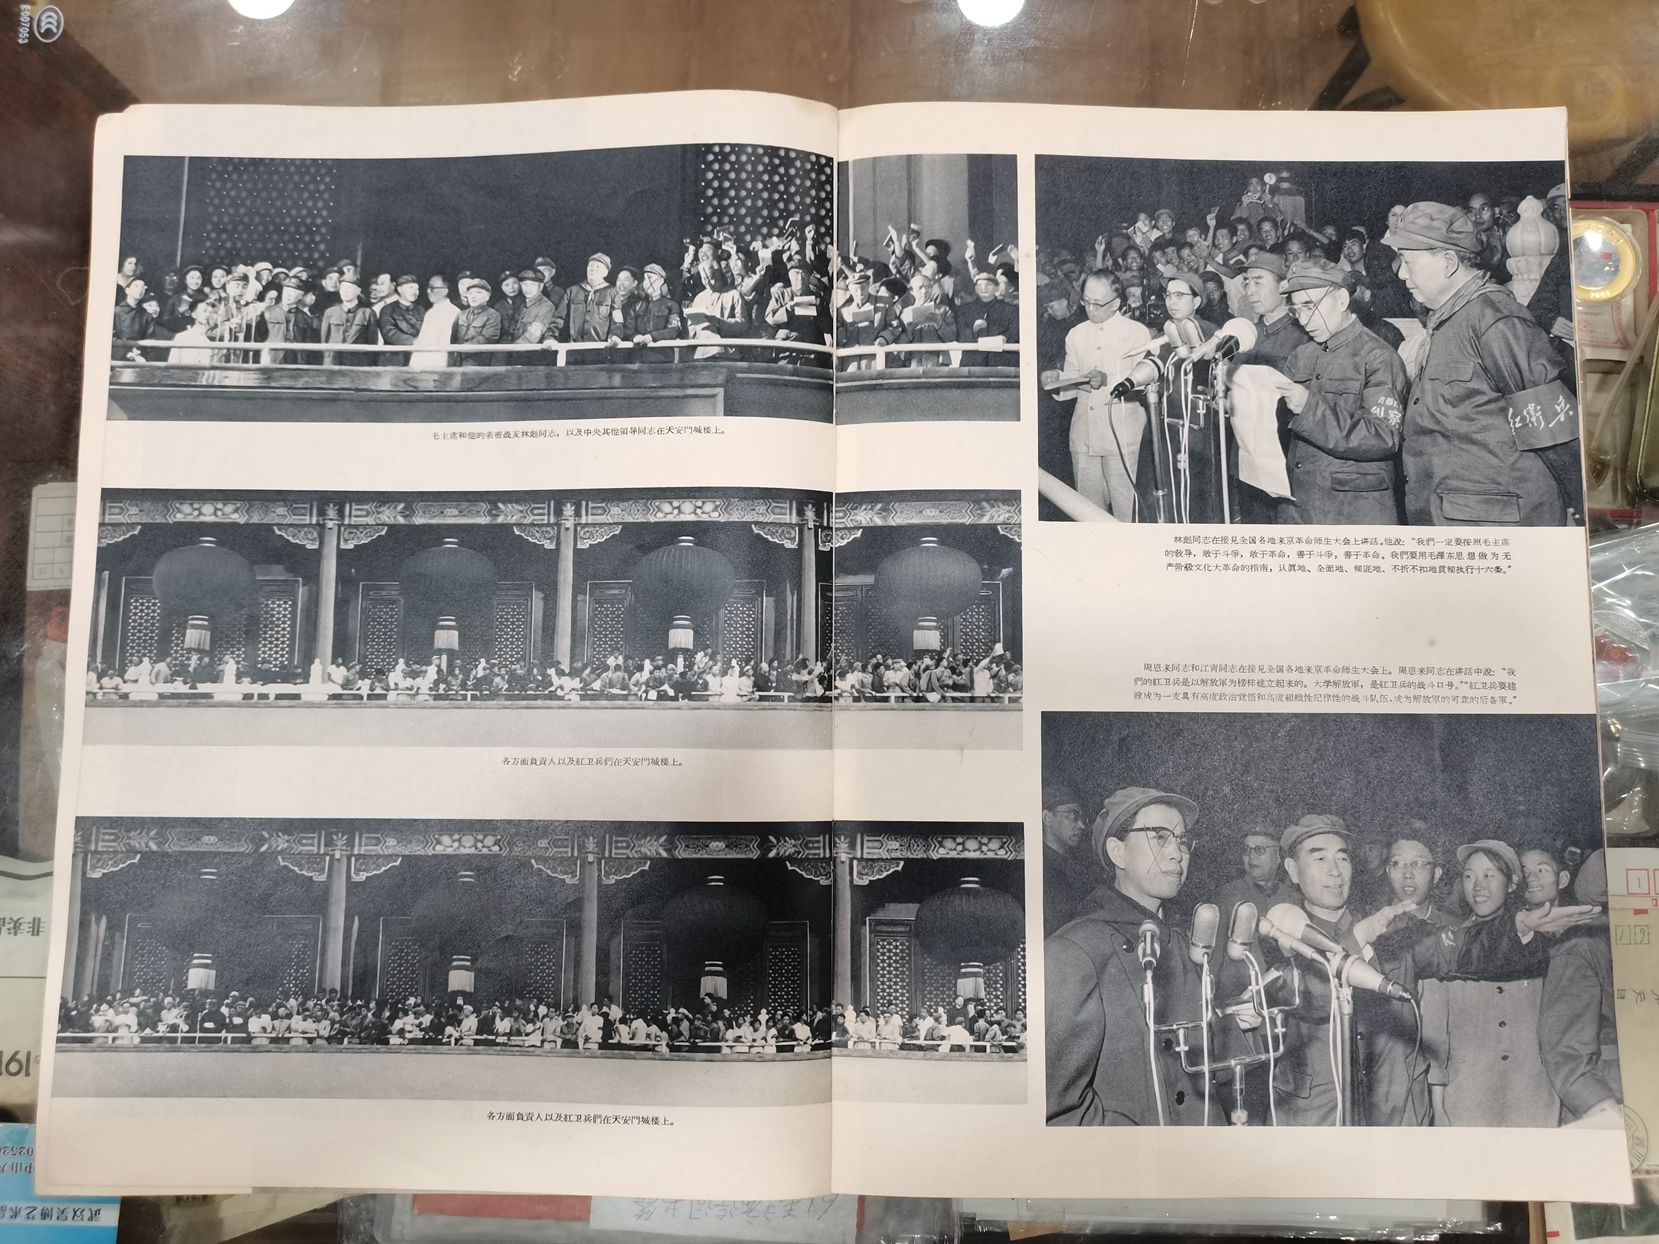 毛主席和他的亲密战友林彪同志，以及中央其他領导同志在天安門城楼上。
各方面負責人以及紅卫兵們在天安門城楼上。
各方面負責人以及紅卫兵們在天安門城楼上。
紅衛兵
林彪同志在接見全国各地来京革命师生大会上讲話。他說：“我們一定要按照毛主席
的教导，敢于斗爭，敢于革命，善于斗爭，善于革命。我們要用毛澤东思想做为无
产阶級文化大革命的指南，认眞地、全面地、彻底地、不折不扣地貫彻执行十六条。”
周恩来同志和江青同志在接見全国各地来京革命师生大会上。周恩来同志在讲話中說：“我
們的紅卫兵是以解放軍为榜样建立起来的。大学解放軍，是紅卫兵的战斗口号。”“紅卫兵要建
設成为一支具有高度政治觉悟和高度組織性紀律性的战斗队伍，成为解放軍的可靠的后备軍。”
E007053
非卖品